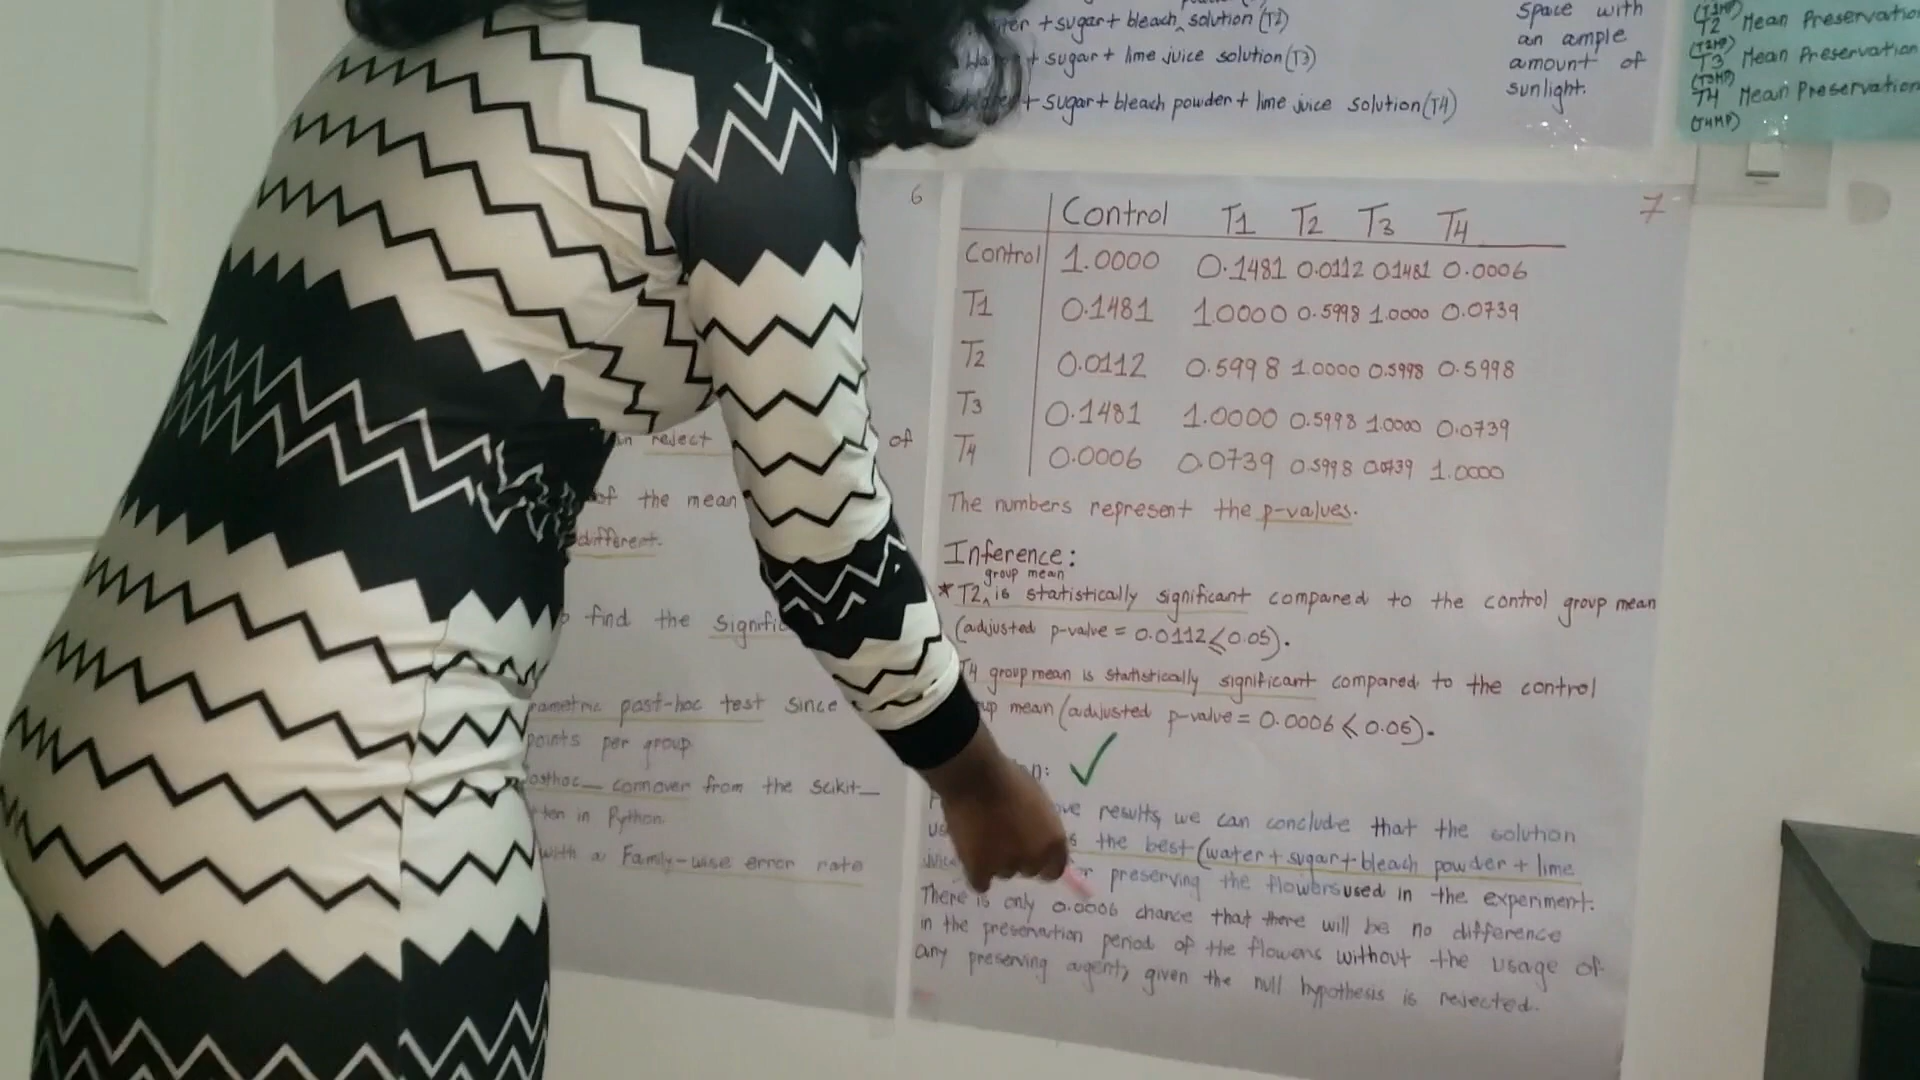 + sugar + bleach solution (T2)
+ sugar + lime juice solution (T3)
+ sugar + bleach powder + lime juice solution (T4)
Space with
an ample
amount of
sunlight.
(T1MP)
T2 Mean Preservation
(T2MP)
T3 Mean Preservation
(T3MP)
T4 Mean Preservation
(T4MP)
6
reject of
of the mean
different.
find the
post-hoc test since
points per group
conover from the scikit_
in Python.
with a Family-wise error rate
7
Control T1 T2 T3 T4
Control 1.0000 0.1481 0.0112 0.1481 0.0006
T1 0.1481 1.0000 0.5998 1.0000 0.0739
T2 0.0112 0.5998 1.0000 0.5998 0.5998
T3 0.1481 1.0000 0.5998 1.0000 0.0739
T4 0.0006 0.0739 0.5998 0.0739 1.0000
The numbers represent the p-values.
Inference:
* T2 group mean is statistically significant compared to the control group mean
(adjusted p-value = 0.0112 ≤ 0.05).
T4 group mean is statistically significant compared to the control
mean (adjusted p-value = 0.0006 ≤ 0.05).
✓
results, we can conclude that the solution
the best (water + sugar + bleach powder + lime
preserving the flowers used in the experiment.
There is only 0.0006 chance that there will be no difference
in the preservation period of the flowers without the usage of
any preserving agent, given the null hypothesis is rejected.